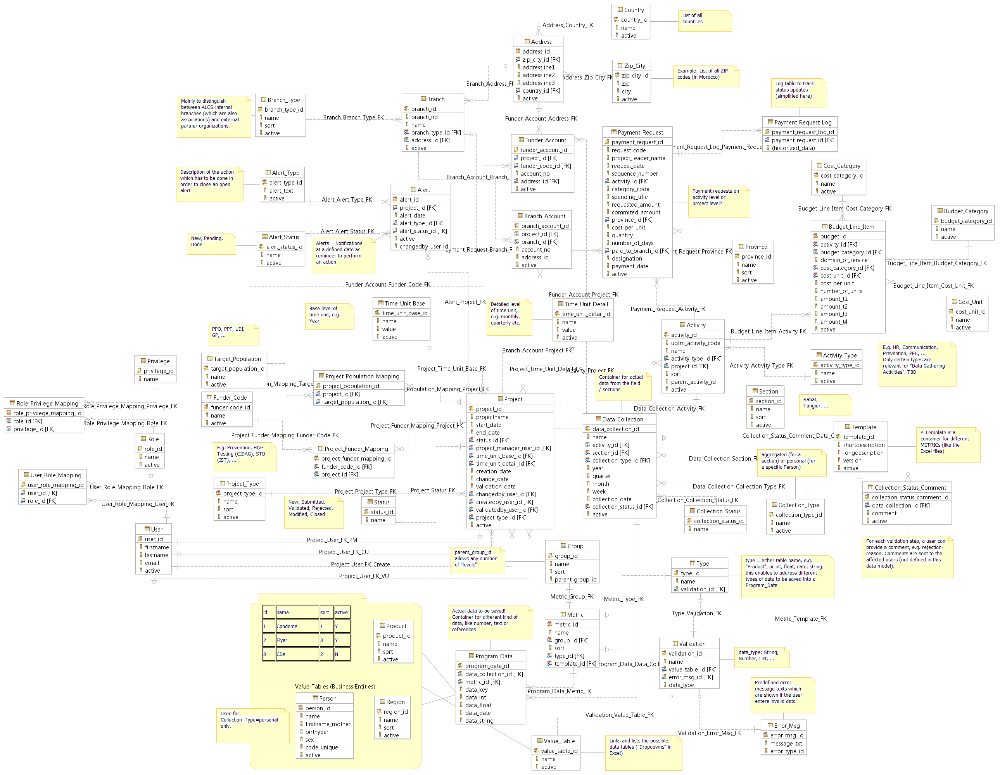 Country
country_id
name
active
List of all
countries
Address_Country_FK
Address
address_id
zip_city_id [FK]
addressline1
addressline2
addressline3
country_id [FK]
active
Zip_City
zip_city_id
zip
city
active
Example: List of all ZIP
codes (in Morocco)
Address_Zip_City_FK
Branch_Address_FK
Log table to track
status updates
(simplified here)
Mainly to distinguish
between ALCS-internal
branches (which are also
associations) and external
partner organizations.
Branch_Type
branch_type_id
name
sort
active
Branch_Branch_Type_FK
Branch
branch_id
branch_no
name
branch_type_id [FK]
address_id [FK]
active
Funder_Account_Address_FK
Funder_Account
funder_account_id
project_id [FK]
funder_code_id [FK]
account_no
address_id [FK]
active
Payment_Request
payment_request_id
request_code
project_leader_name
request_date
sequence_number
activity_id [FK]
category_code
spending_title
requested_amount
commited_amount
province_id [FK]
cost_per_unit
quantity
number_of_days
paid_to_branch_id [FK]
designation
payment_date
active
Payment_Request_Log
payment_request_log_id
payment_request_id [FK]
(historized_data)
Cost_Category
cost_category_id
name
active
Description of the action
which has to be done in
order to close an open
alert
Alert_Type
alert_type_id
alert_text
active
Alert_Alert_Type_FK
Alert
alert_id
project_id [FK]
alert_date
alert_type_id [FK]
alert_status_id [FK]
active
changedby_user_id
Payment requests on
activity level or
project level?
Budget_Line_Item_Cost_Category_FK
Budget_Category
budget_category_id
name
active
Branch_Account
branch_account_id
project_id [FK]
branch_id [FK]
account_no
address_id
active
Budget_Line_Item
budget_id
activity_id [FK]
budget_category_id [FK]
domain_of_service
cost_category_id [FK]
cost_unit_id [FK]
cost_per_unit
number_of_units
amount_t1
amount_t2
amount_t3
amount_t4
active
New, Pending,
Done
Alert_Status
alert_status_id
name
active
Alert_Alert_Status_FK
Alerts = Notifications
at a defined date as
reminder to perform
an action
Province
province_id
name
sort
active
Budget_Line_Item_Budget_Category_FK
Budget_Line_Item_Cost_Unit_FK
Cost_Unit
cost_unit_id
name
active
Funder_Account_Funder_Code_FK
Funder_Account_Project_FK
Alert_Project_FK
Base level of
time unit, e.g.
Year
Time_Unit_Base
time_unit_base_id
name
value
active
Detailed level
of time unit,
e.g. monthly,
quarterly etc.
Time_Unit_Detail
time_unit_detail_id
name
value
active
Payment_Request_Activity_FK
Activity
activity_id
ugfm_activity_code
name
activity_type_id [FK]
project_id [FK]
sort
parent_activity_id
active
Budget_Line_Item_Activity_FK
PPO, PPF, UDI,
GP, ...
Target_Population
target_population_id
name
active
Branch_Account_Project_FK
Activity_Type
activity_type_id
name
active
E.g. HR, Communication,
Prevention, PEC, ...
Only certain types are
relevant for "Data Gathering
Activities". TBD
Activity_Activity_Type_FK
Privilege
privilege_id
name
Project_Time_Unit_Base_FK
Project_Time_Unit_Detail_FK
Project_Population_Mapping
project_population_id
project_id [FK]
target_population_id [FK]
Container for actual
data from the field
/ sections
Section
section_id
name
sort
active
Rabat,
Tangier, ...
Role_Privilege_Mapping
role_privilege_mapping_id
role_id [FK]
privilege_id [FK]
Role_Privilege_Mapping_Privilege_FK
Role_Privilege_Mapping_Role_FK
Funder_Code
funder_code_id
name
active
Project
project_id
projectname
start_date
end_date
status_id [FK]
project_manager_user_id [FK]
time_unit_base_id [FK]
time_unit_detail_id [FK]
creation_date
change_date
validation_date
changedby_user_id [FK]
createdby_user_id [FK]
validatedby_user_id [FK]
project_type_id [FK]
active
Data_Collection_Activity_FK
Data_Collection
data_collection_id
name
activity_id [FK]
section_id [FK]
collection_type_id [FK]
year
quarter
month
week
collection_date
collection_status_id [FK]
active
Template
template_id
shortdescription
longdescription
version
active
A Template is a
container for different
METRICs (like the
Excel files)
Role
role_id
name
active
Project_Funder_Mapping_Project_FK
Project_Funder_Mapping_Funder_Code_FK
Project_Funder_Mapping
project_funder_mapping_id
funder_code_id [FK]
project_id [FK]
E.g. Prevention, HIV-
Testing (CIDAG), STD
(IST), ...
aggregated (for a
section) or personal (for
a specific Person)
User_Role_Mapping
user_role_mapping_id
user_id [FK]
role_id [FK]
User_Role_Mapping_Role_FK
User_Role_Mapping_User_FK
Project_Type
project_type_id
name
sort
active
Project_Project_Type_FK
Project_Status_FK
New, Submitted,
Validated, Rejected,
Modified, Closed
Status
status_id
name
Data_Collection_Collection_Type_FK
Collection_Status
collection_status_id
name
Collection_Type
collection_type_id
name
active
Collection_Status_Comment
collection_status_comment_id
data_collection_id [FK]
comment
active
User
user_id
firstname
lastname
email
active
Project_User_FK_PM
Project_User_FK_CU
Project_User_FK_Create
Project_User_FK_VU
parent_group_id
allows any number
of "levels"
Group
group_id
name
sort
parent_group_id
For each validation step, a user can
provide a comment, e.g. rejection-
reason. Comments are sent to the
affected users (not defined in this
data model).
Type
type_id
name
validation_id [FK]
type = either table name, e.g.
"Product", or int, float, date, string.
this enables to address different
types of data to be saved into a
Program_Data
Metric_Group_FK
Metric_Type_FK
Type_Validation_FK
Metric_Template_FK
id name sort active
1 Condoms 1 Y
2 Flyer 3 Y
3 CDs 2 N
Product
product_id
name
sort
active
Actual data to be saved!
Container for different kind of
data, like number, text or
references
Metric
metric_id
name
group_id [FK]
sort
type_id [FK]
template_id [FK]
Validation
validation_id
name
value_table_id [FK]
error_msg_id [FK]
data_type
data_type: String,
Number, List, ...
Program_Data
program_data_id
data_collection_id [FK]
metric_id [FK]
data_key
data_int
data_float
data_date
data_string
Program_Data_Metric_FK
Value-Tables (Business Entities)
Predefined error
message texts which
are shown if the user
enters invalid data
Used for
Collection_Type=personal
only.
Person
person_id
name
firstname_mother
birthyear
sex
code_unique
active
Region
region_id
name
sort
active
Validation_Value_Table_FK
Validation_Error_Msg_FK
Error_Msg
error_msg_id
message_txt
error_type_id
Value_Table
value_table_id
name
active
Links and lists the possible
data tables ("Dropdowns" in
Excel)